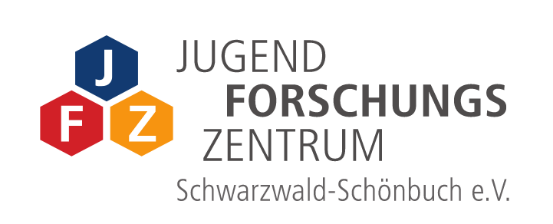 J
F Z
JUGEND
FORSCHUNGS
ZENTRUM
Schwarzwald-Schönbuch e.V.